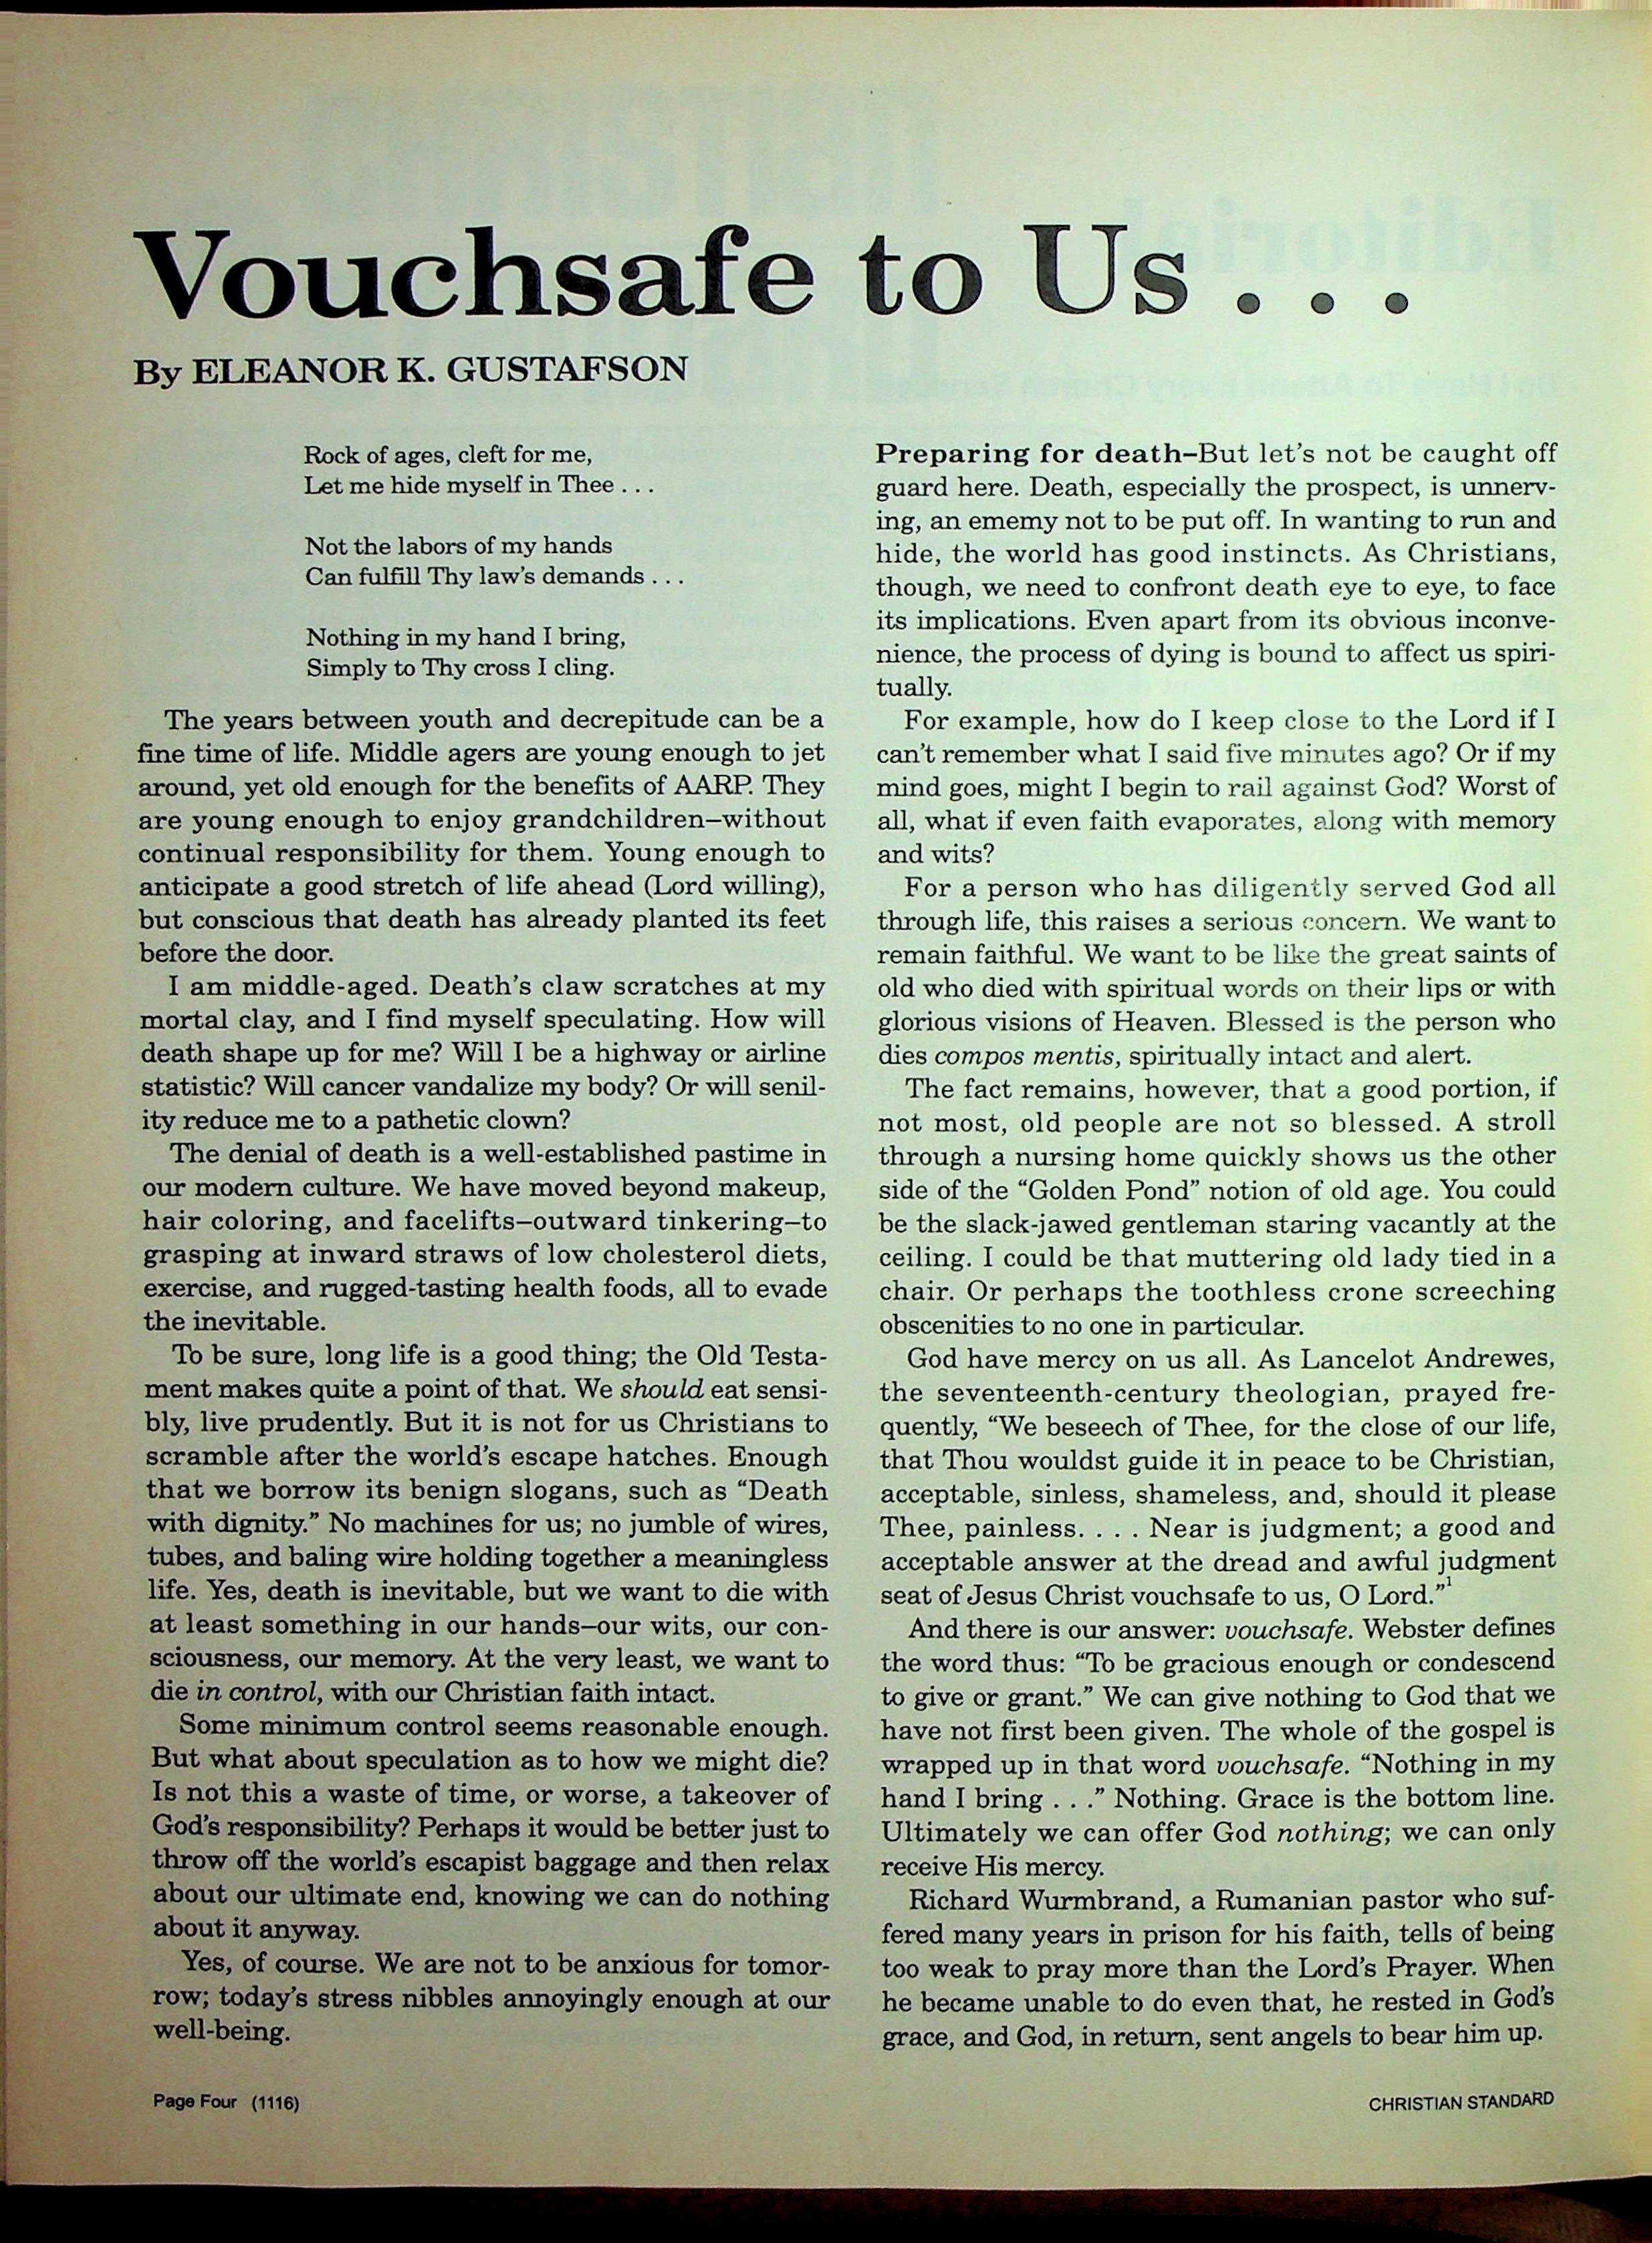 Vouchsafe to Us . . .
By ELEANOR K. GUSTAFSON
Rock of ages, cleft for me,
Let me hide myself in Thee . . .
Not the labors of my hands
Can fulfill Thy law's demands . . .
Nothing in my hand I bring,
Simply to Thy cross I cling.
The years between youth and decrepitude can be a
fine time of life. Middle agers are young enough to jet
around, yet old enough for the benefits of AARP. They
are young enough to enjoy grandchildren–without
continual responsibility for them. Young enough to
anticipate a good stretch of life ahead (Lord willing),
but conscious that death has already planted its feet
before the door.
I am middle-aged. Death's claw scratches at my
mortal clay, and I find myself speculating. How will
death shape up for me? Will I be a highway or airline
statistic? Will cancer vandalize my body? Or will senil-
ity reduce me to a pathetic clown?
The denial of death is a well-established pastime in
our modern culture. We have moved beyond makeup,
hair coloring, and facelifts–outward tinkering–to
grasping at inward straws of low cholesterol diets,
exercise, and rugged-tasting health foods, all to evade
the inevitable.
To be sure, long life is a good thing; the Old Testa-
ment makes quite a point of that. We should eat sensi-
bly, live prudently. But it is not for us Christians to
scramble after the world's escape hatches. Enough
that we borrow its benign slogans, such as "Death
with dignity." No machines for us; no jumble of wires,
tubes, and baling wire holding together a meaningless
life. Yes, death is inevitable, but we want to die with
at least something in our hands–our wits, our con-
sciousness, our memory. At the very least, we want to
die in control, with our Christian faith intact.
Some minimum control seems reasonable enough.
But what about speculation as to how we might die?
Is not this a waste of time, or worse, a takeover of
God's responsibility? Perhaps it would be better just to
throw off the world's escapist baggage and then relax
about our ultimate end, knowing we can do nothing
about it anyway.
Yes, of course. We are not to be anxious for tomor-
row; today's stress nibbles annoyingly enough at our
well-being.
Preparing for death–But let's not be caught off
guard here. Death, especially the prospect, is unnerv-
ing, an ememy not to be put off. In wanting to run and
hide, the world has good instincts. As Christians,
though, we need to confront death eye to eye, to face
its implications. Even apart from its obvious inconve-
nience, the process of dying is bound to affect us spiri-
tually.
For example, how do I keep close to the Lord if I
can't remember what I said five minutes ago? Or if my
mind goes, might I begin to rail against God? Worst of
all, what if even faith evaporates, along with memory
and wits?
For a person who has diligently served God all
through life, this raises a serious concern. We want to
remain faithful. We want to be like the great saints of
old who died with spiritual words on their lips or with
glorious visions of Heaven. Blessed is the person who
dies compos mentis, spiritually intact and alert.
The fact remains, however, that a good portion, if
not most, old people are not so blessed. A stroll
through a nursing home quickly shows us the other
side of the "Golden Pond" notion of old age. You could
be the slack-jawed gentleman staring vacantly at the
ceiling. I could be that muttering old lady tied in a
chair. Or perhaps the toothless crone screeching
obscenities to no one in particular.
God have mercy on us all. As Lancelot Andrewes,
the seventeenth-century theologian, prayed fre-
quently, "We beseech of Thee, for the close of our life,
that Thou wouldst guide it in peace to be Christian,
acceptable, sinless, shameless, and, should it please
Thee, painless. . . . Near is judgment; a good and
acceptable answer at the dread and awful judgment
seat of Jesus Christ vouchsafe to us, O Lord."¹
And there is our answer: vouchsafe. Webster defines
the word thus: "To be gracious enough or condescend
to give or grant." We can give nothing to God that we
have not first been given. The whole of the gospel is
wrapped up in that word vouchsafe. "Nothing in my
hand I bring . . ." Nothing. Grace is the bottom line.
Ultimately we can offer God nothing; we can only
receive His mercy.
Richard Wurmbrand, a Rumanian pastor who suf-
fered many years in prison for his faith, tells of being
too weak to pray more than the Lord's Prayer. When
he became unable to do even that, he rested in God's
grace, and God, in return, sent angels to bear him up.
Page Four (1116)
CHRISTIAN STANDARD